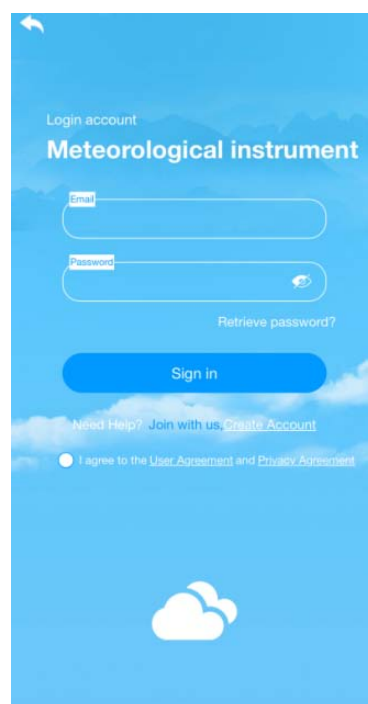 Login account
Meteorological instrument
Email
Password
Retrieve password?
Sign in
Need Help? Join with us,Create Account
I agree to the User Agreement and Privacy Agreement